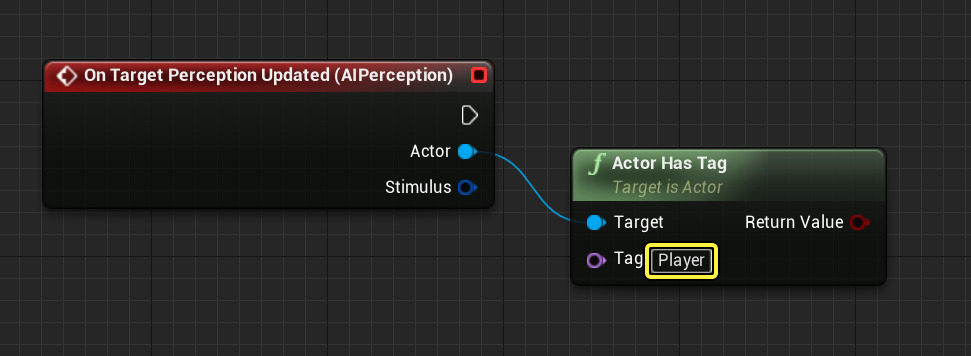 On Target Perception Updated (AIPerception)
Actor
Stimulus
f Actor Has Tag
Target is Actor
Target Return Value
Tag Player